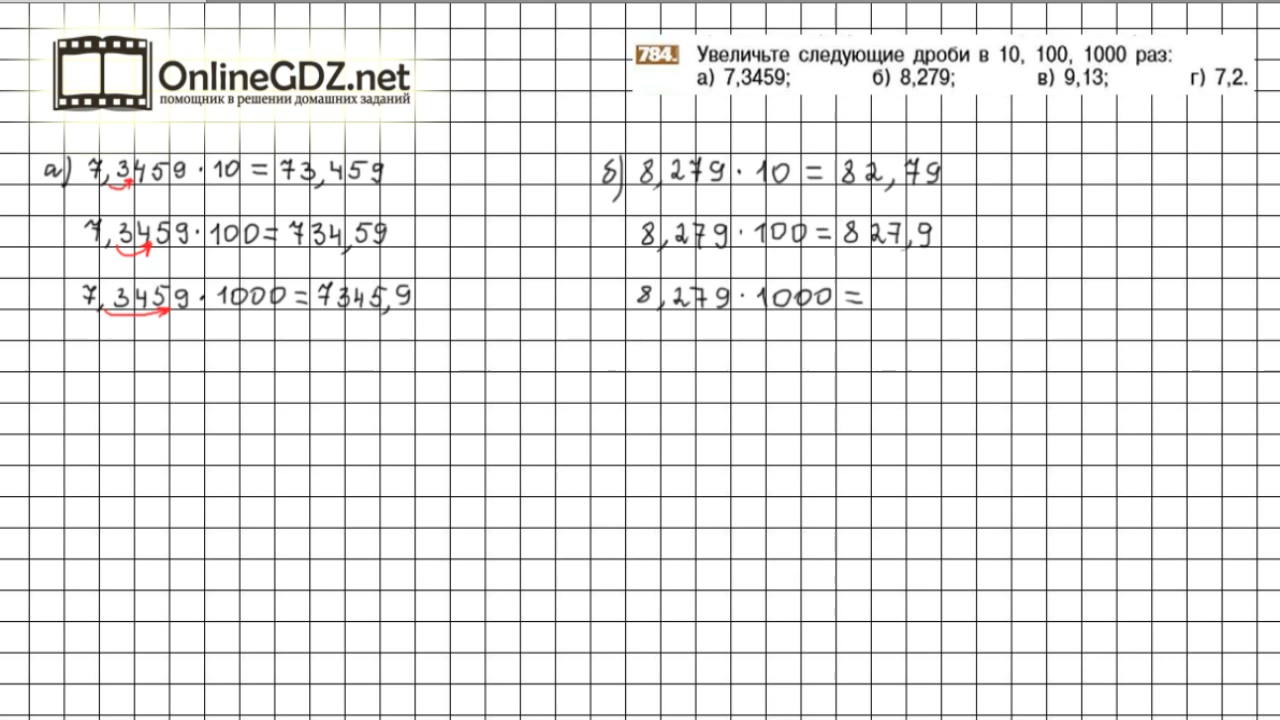 OnlineGDZ.net
помощник в решении домашних заданий
784. Увеличьте следующие дроби в 10, 100, 1000 раз:
а) 7,3459; б) 8,279; в) 9,13; г) 7,2.
а) 7,3459 · 10 = 73,459
7,3459 · 100 = 734,59
7,3459 · 1000 = 7345,9
б) 8,279 · 10 = 82,79
8,279 · 100 = 827,9
8,279 · 1000 =